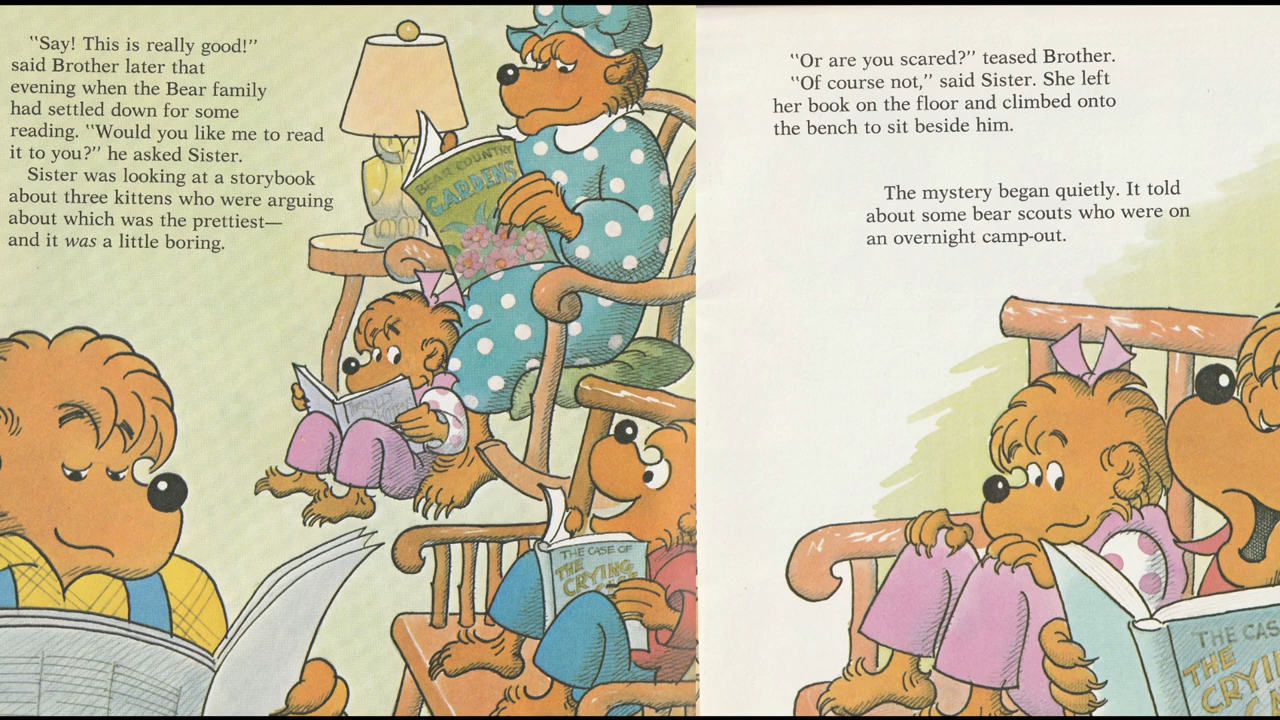 "Say! This is really good!"
said Brother later that
evening when the Bear family
had settled down for some
reading. "Would you like me to read
it to you?" he asked Sister.
Sister was looking at a storybook
about three kittens who were arguing
about which was the prettiest—
and it was a little boring.
BEAR COUNTRY
GARDENS
THE CASE OF
THE
CRYING
"Or are you scared?" teased Brother.
"Of course not," said Sister. She left
her book on the floor and climbed onto
the bench to sit beside him.
The mystery began quietly. It told
about some bear scouts who were on
an overnight camp-out.
THE CAS
THE
CRYI